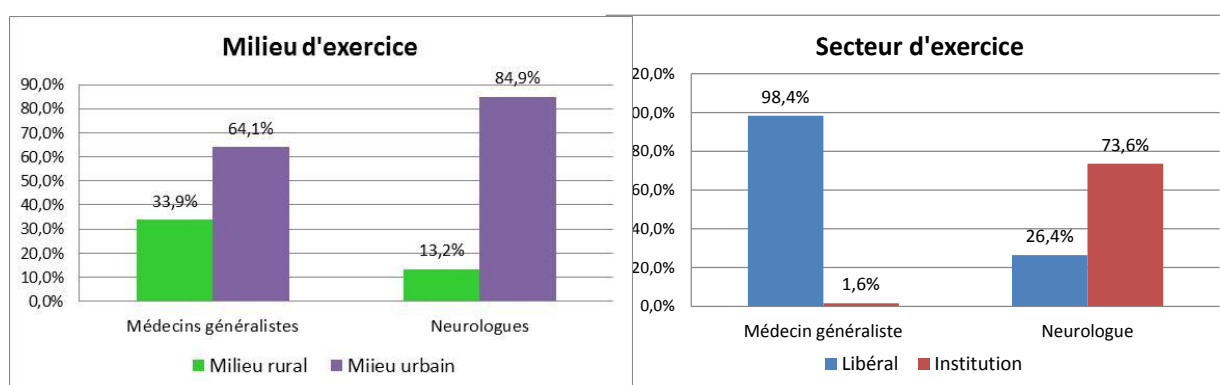 Milieu d'exercice
90,0%
80,0%
70,0%
60,0%
50,0%
40,0%
30,0%
20,0%
10,0%
0,0%
33,9%
64,1%
13,2%
84,9%
Médecins généralistes
Neurologues
Milieu rural
Miieu urbain
Secteur d'exercice
20,0%
00,0%
80,0%
60,0%
40,0%
20,0%
0,0%
98,4%
1,6%
26,4%
73,6%
Médecin généraliste
Neurologue
Libéral
Institution